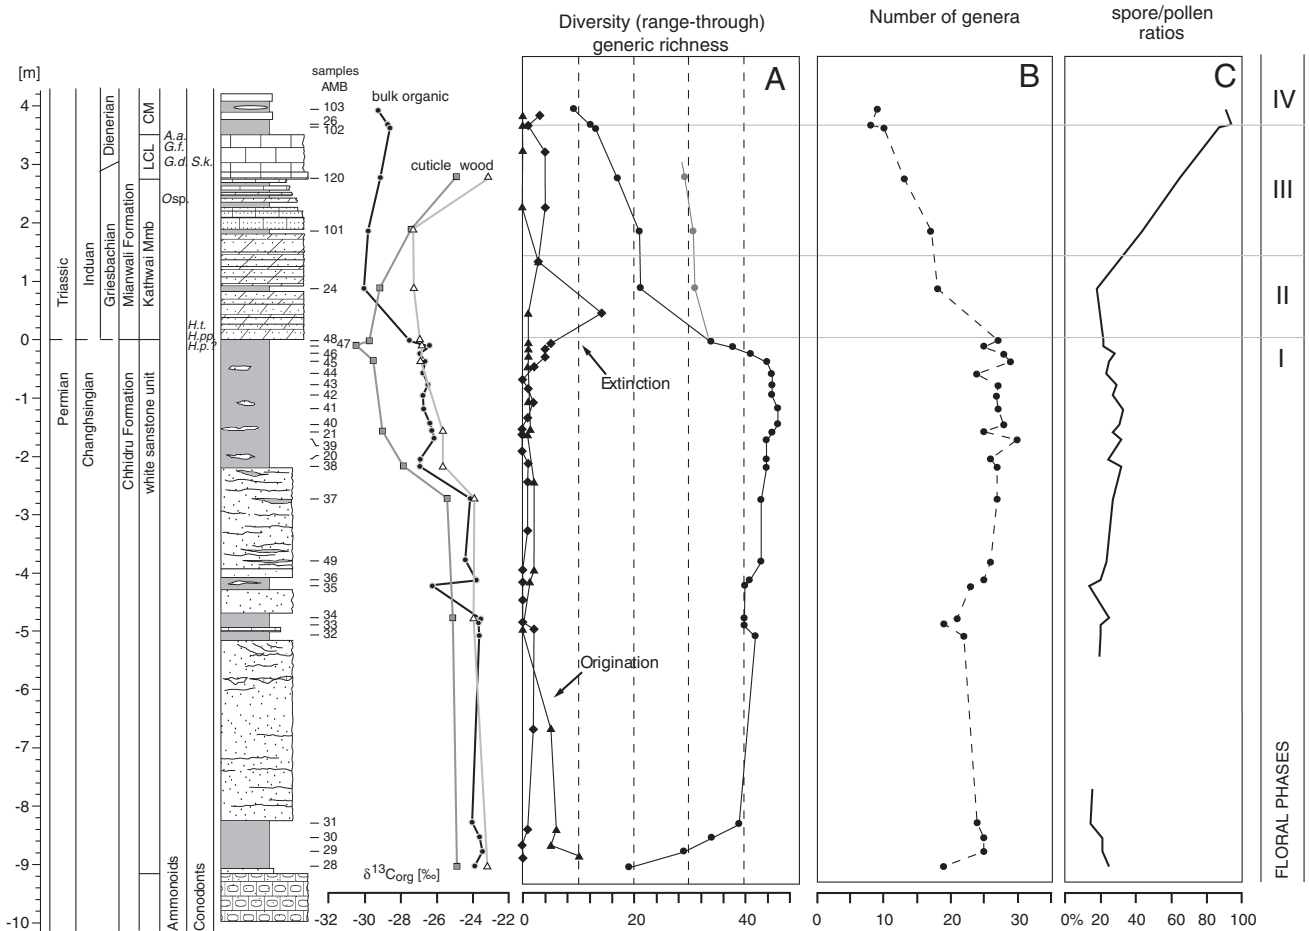 Diversity (range-through)
generic richness
Number of genera
spore/pollen
ratios
[m]
samples
AMB
bulk organic
cuticle wood
A
B
C
4
3
2
1
0
-1
-2
-3
-4
-5
-6
-7
-8
-9
-10
Permian
Triassic
Changhsingian
Induan
Griesbachian
Dienerian
Chhidru Formation
Mianwali Formation
white sanstone unit
Kathwai Mmb
LCL
CM
A.a.
G.f.
G.d.
S.k.
Osp.
H.t.
H.pp.
H.p.?
Ammonoids
Conodonts
103
26
102
120
101
24
48
47
46
45
44
43
42
41
40
21
39
20
38
37
49
36
35
34
33
32
31
30
29
28
Extinction
Origination
IV
III
II
I
FLORAL PHASES
δ13Corg [‰]
-32 -30 -28 -26 -24 -22
0 20 40
0 10 20 30
0% 20 40 60 80 100